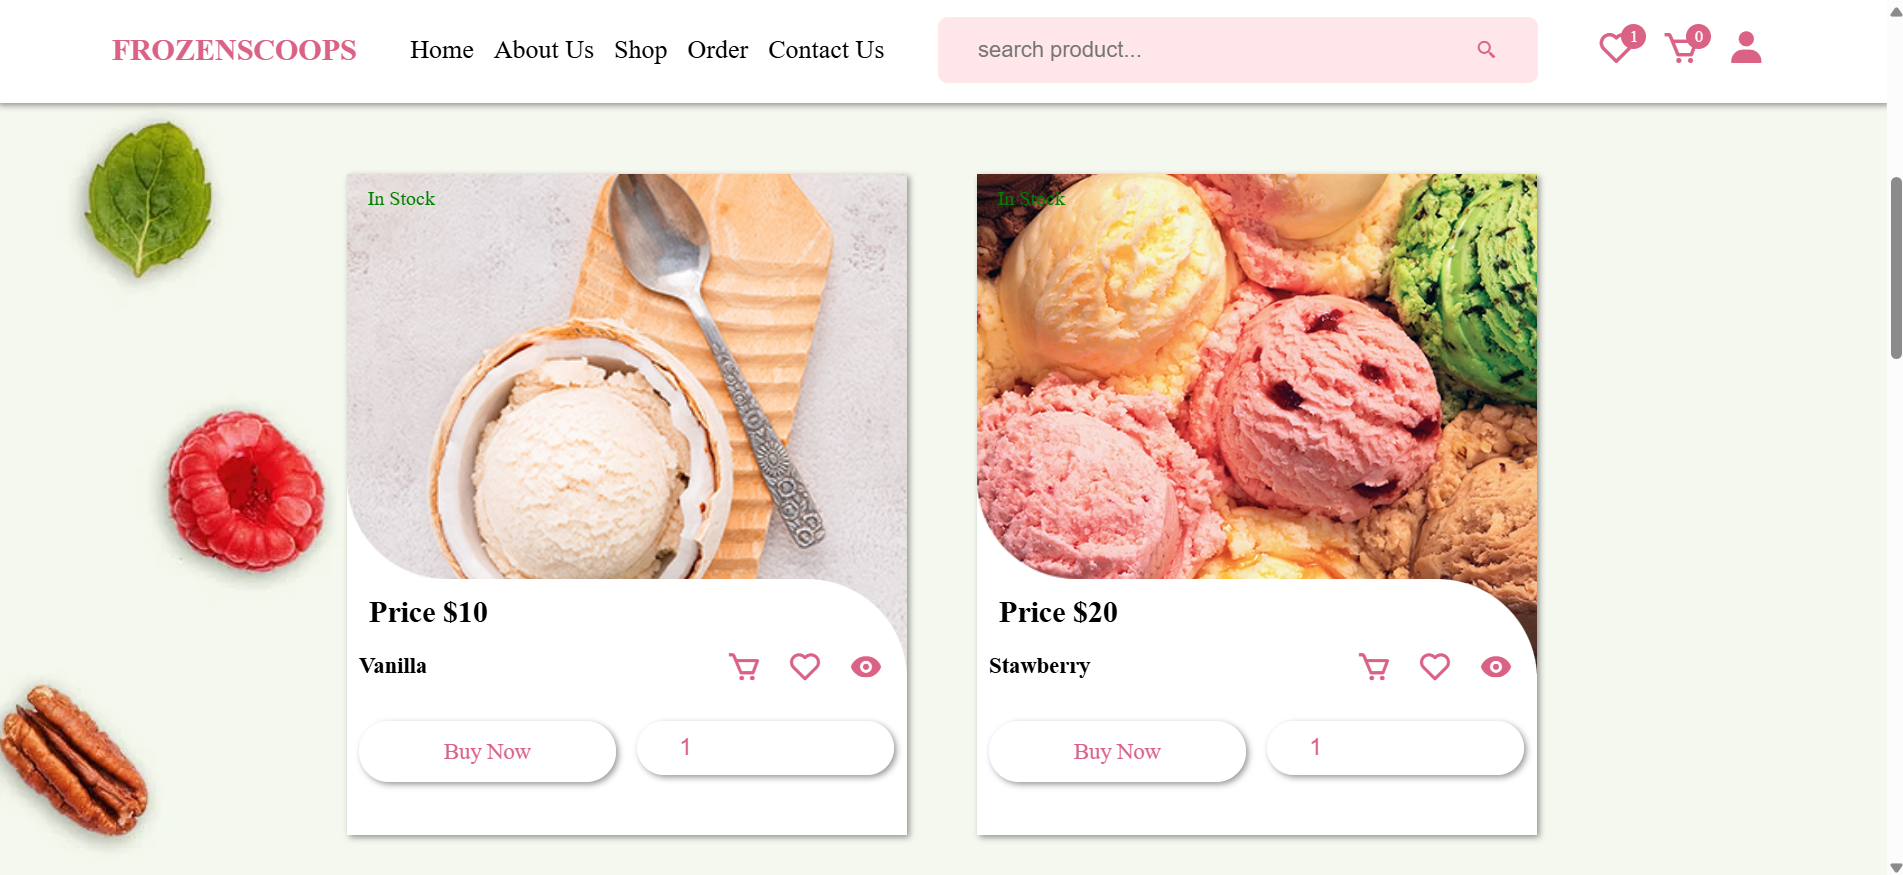 FROZENSCOOPS Home About Us Shop Order Contact Us search product... 1 0
In Stock
Price $10
Vanilla
Buy Now 1
In Stock
Price $20
Stawberry
Buy Now 1